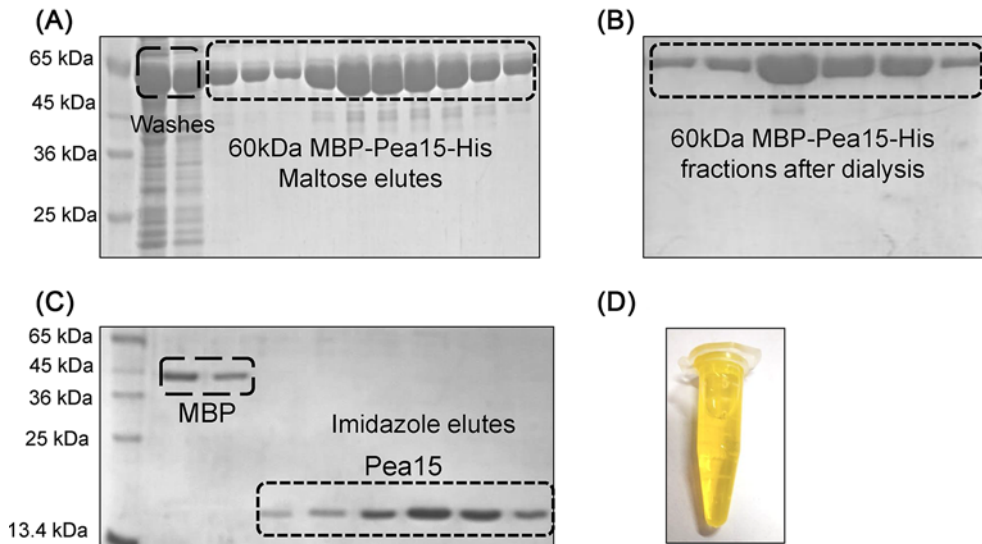 (A)
65 kDa
45 kDa
36 kDa
25 kDa
Washes
60kDa MBP-Pea15-His
Maltose elutes
(B)
60kDa MBP-Pea15-His
fractions after dialysis
(C)
65 kDa
45 kDa
36 kDa
25 kDa
13.4 kDa
MBP
Imidazole elutes
Pea15
(D)